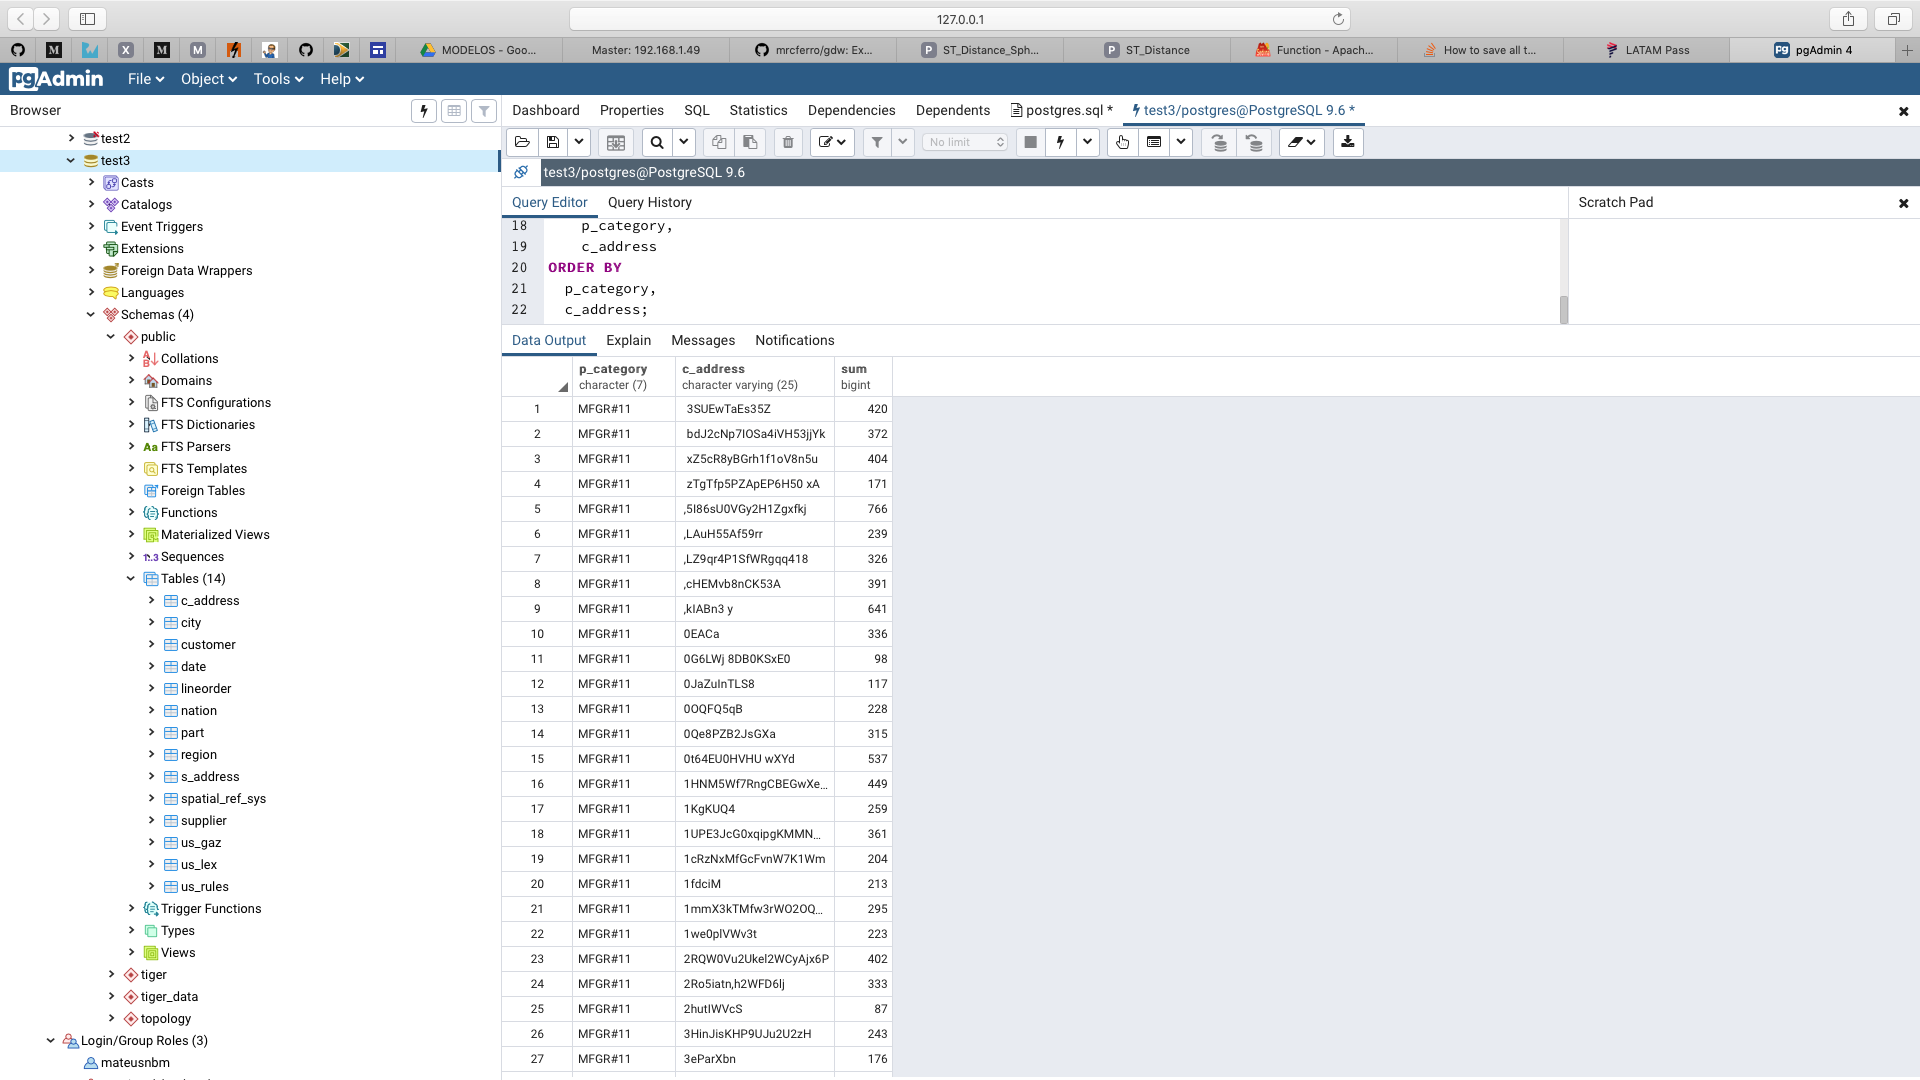 127.0.0.1
MODELOS - Goo...
Master: 192.168.1.49
mrcferro/gdw: Ex...
ST_Distance_Sph...
ST_Distance
Function - Apach...
How to save all t...
LATAM Pass
pgAdmin 4
pgAdmin
File
Object
Tools
Help
Browser
Dashboard
Properties
SQL
Statistics
Dependencies
Dependents
postgres.sql *
test3/postgres@PostgreSQL 9.6 *
No limit
test3/postgres@PostgreSQL 9.6
Query Editor
Query History
Scratch Pad
18 p_category,
19 c_address
20 ORDER BY
21 p_category,
22 c_address;
test2
test3
Casts
Catalogs
Event Triggers
Extensions
Foreign Data Wrappers
Languages
Schemas (4)
public
Collations
Domains
FTS Configurations
FTS Dictionaries
FTS Parsers
FTS Templates
Foreign Tables
Functions
Materialized Views
Sequences
Tables (14)
c_address
city
customer
date
lineorder
nation
part
region
s_address
spatial_ref_sys
supplier
us_gaz
us_lex
us_rules
Trigger Functions
Types
Views
tiger
tiger_data
topology
Login/Group Roles (3)
mateusnbm
Data Output
Explain
Messages
Notifications
p_category c_address sum
character (7) character varying (25) bigint
1 MFGR#11 3SUEwTaEs35Z 420
2 MFGR#11 bdJ2cNp7IOSa4iVH53jjYk 372
3 MFGR#11 xZ5cR8yBGrh1f1oV8n5u 404
4 MFGR#11 zTgTfp5PZApEP6H50 xA 171
5 MFGR#11 ,5I86sU0VGy2H1Zgxfkj 766
6 MFGR#11 ,LAuH55Af59rr 239
7 MFGR#11 ,LZ9qr4P1SfWRgqq418 326
8 MFGR#11 ,cHEMvb8nCK53A 391
9 MFGR#11 ,kIABn3 y 641
10 MFGR#11 0EACa 336
11 MFGR#11 0G6LWj 8DB0KSxE0 98
12 MFGR#11 0JaZuInTLS8 117
13 MFGR#11 0OQFQ5qB 228
14 MFGR#11 0Qe8PZB2JsGXa 315
15 MFGR#11 0t64EU0HVHU wXYd 537
16 MFGR#11 1HNM5Wf7RngCBEGwXe... 449
17 MFGR#11 1KgKUQ4 259
18 MFGR#11 1UPE3JcG0xqipgKMMN... 361
19 MFGR#11 1cRzNxMfGcFvnW7K1Wm 204
20 MFGR#11 1fdciM 213
21 MFGR#11 1mmX3kTMfw3rWO2OQ... 295
22 MFGR#11 1we0plVWv3t 223
23 MFGR#11 2RQW0Vu2Ukel2WCyAjx6P 402
24 MFGR#11 2Ro5iatn,h2WFD6lj 333
25 MFGR#11 2hutIWVcS 87
26 MFGR#11 3HinJisKHP9UJu2U2zH 243
27 MFGR#11 3eParXbn 176